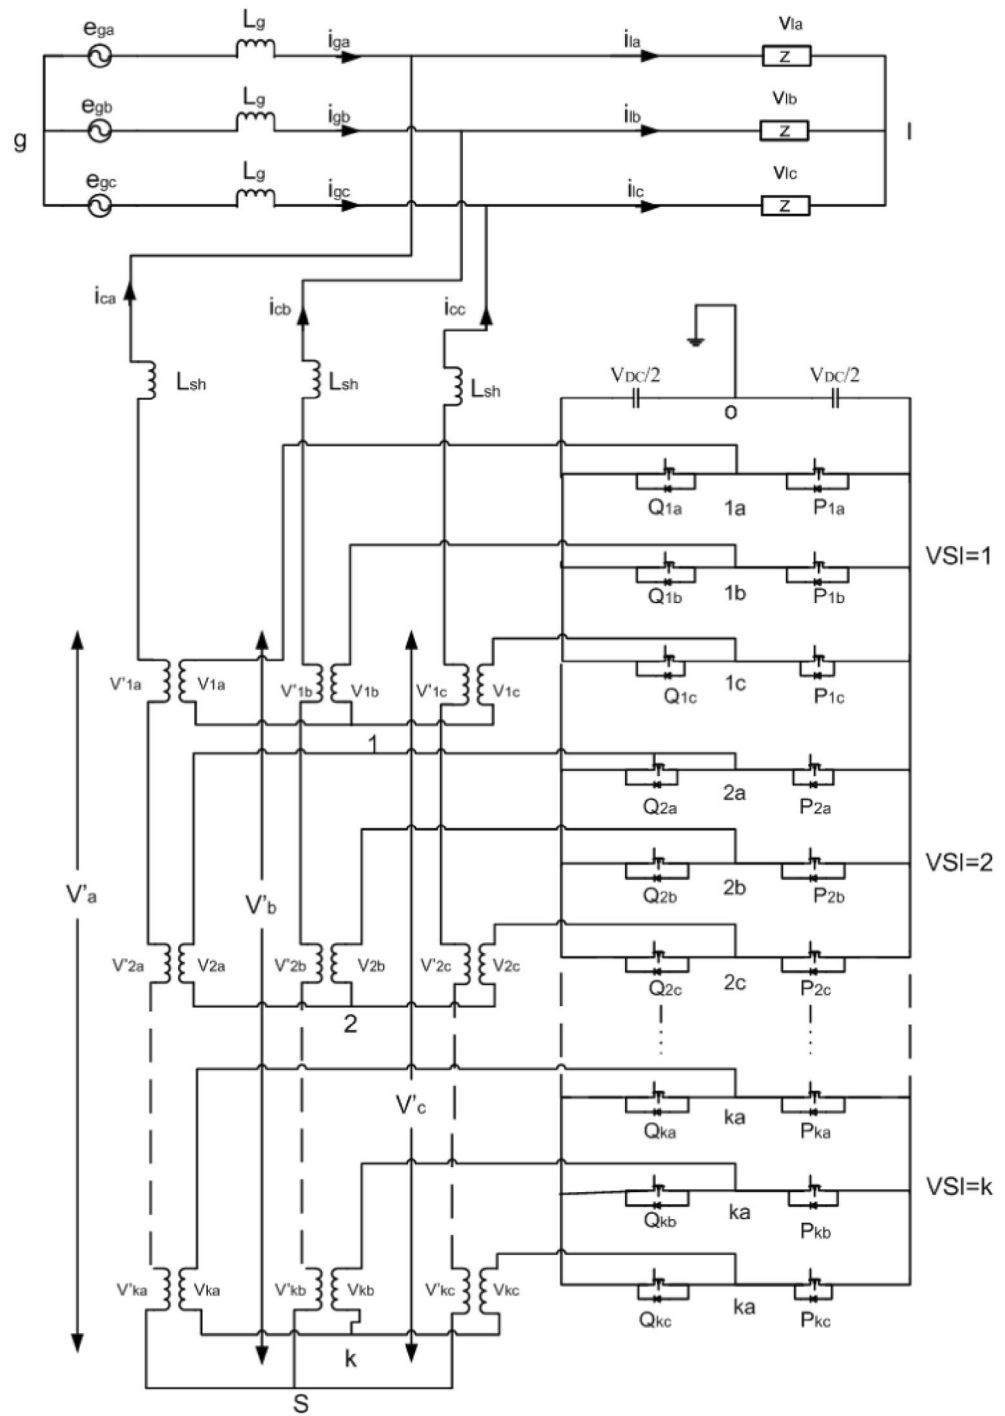 ega Lg iga ila vla
Z
egb Lg igb ilb vlb
g Z l
egc Lg igc ilc vlc
Z
ica icb icc
Lsh Lsh Lsh
VDC/2 VDC/2
o
Q1a 1a P1a
VSI=1
Q1b 1b P1b
V'1a V1a V'1b V1b V'1c V1c
Q1c 1c P1c
1
Q2a 2a P2a
V'a V'b
Q2b 2b P2b
VSI=2
V'2a V2a V'2b V2b V'2c V2c
Q2c 2c P2c
2
V'c
Qka ka Pka
VSI=k
Qkb ka Pkb
V'ka Vka V'kb Vkb V'kc Vkc
Qkc ka Pkc
k
S